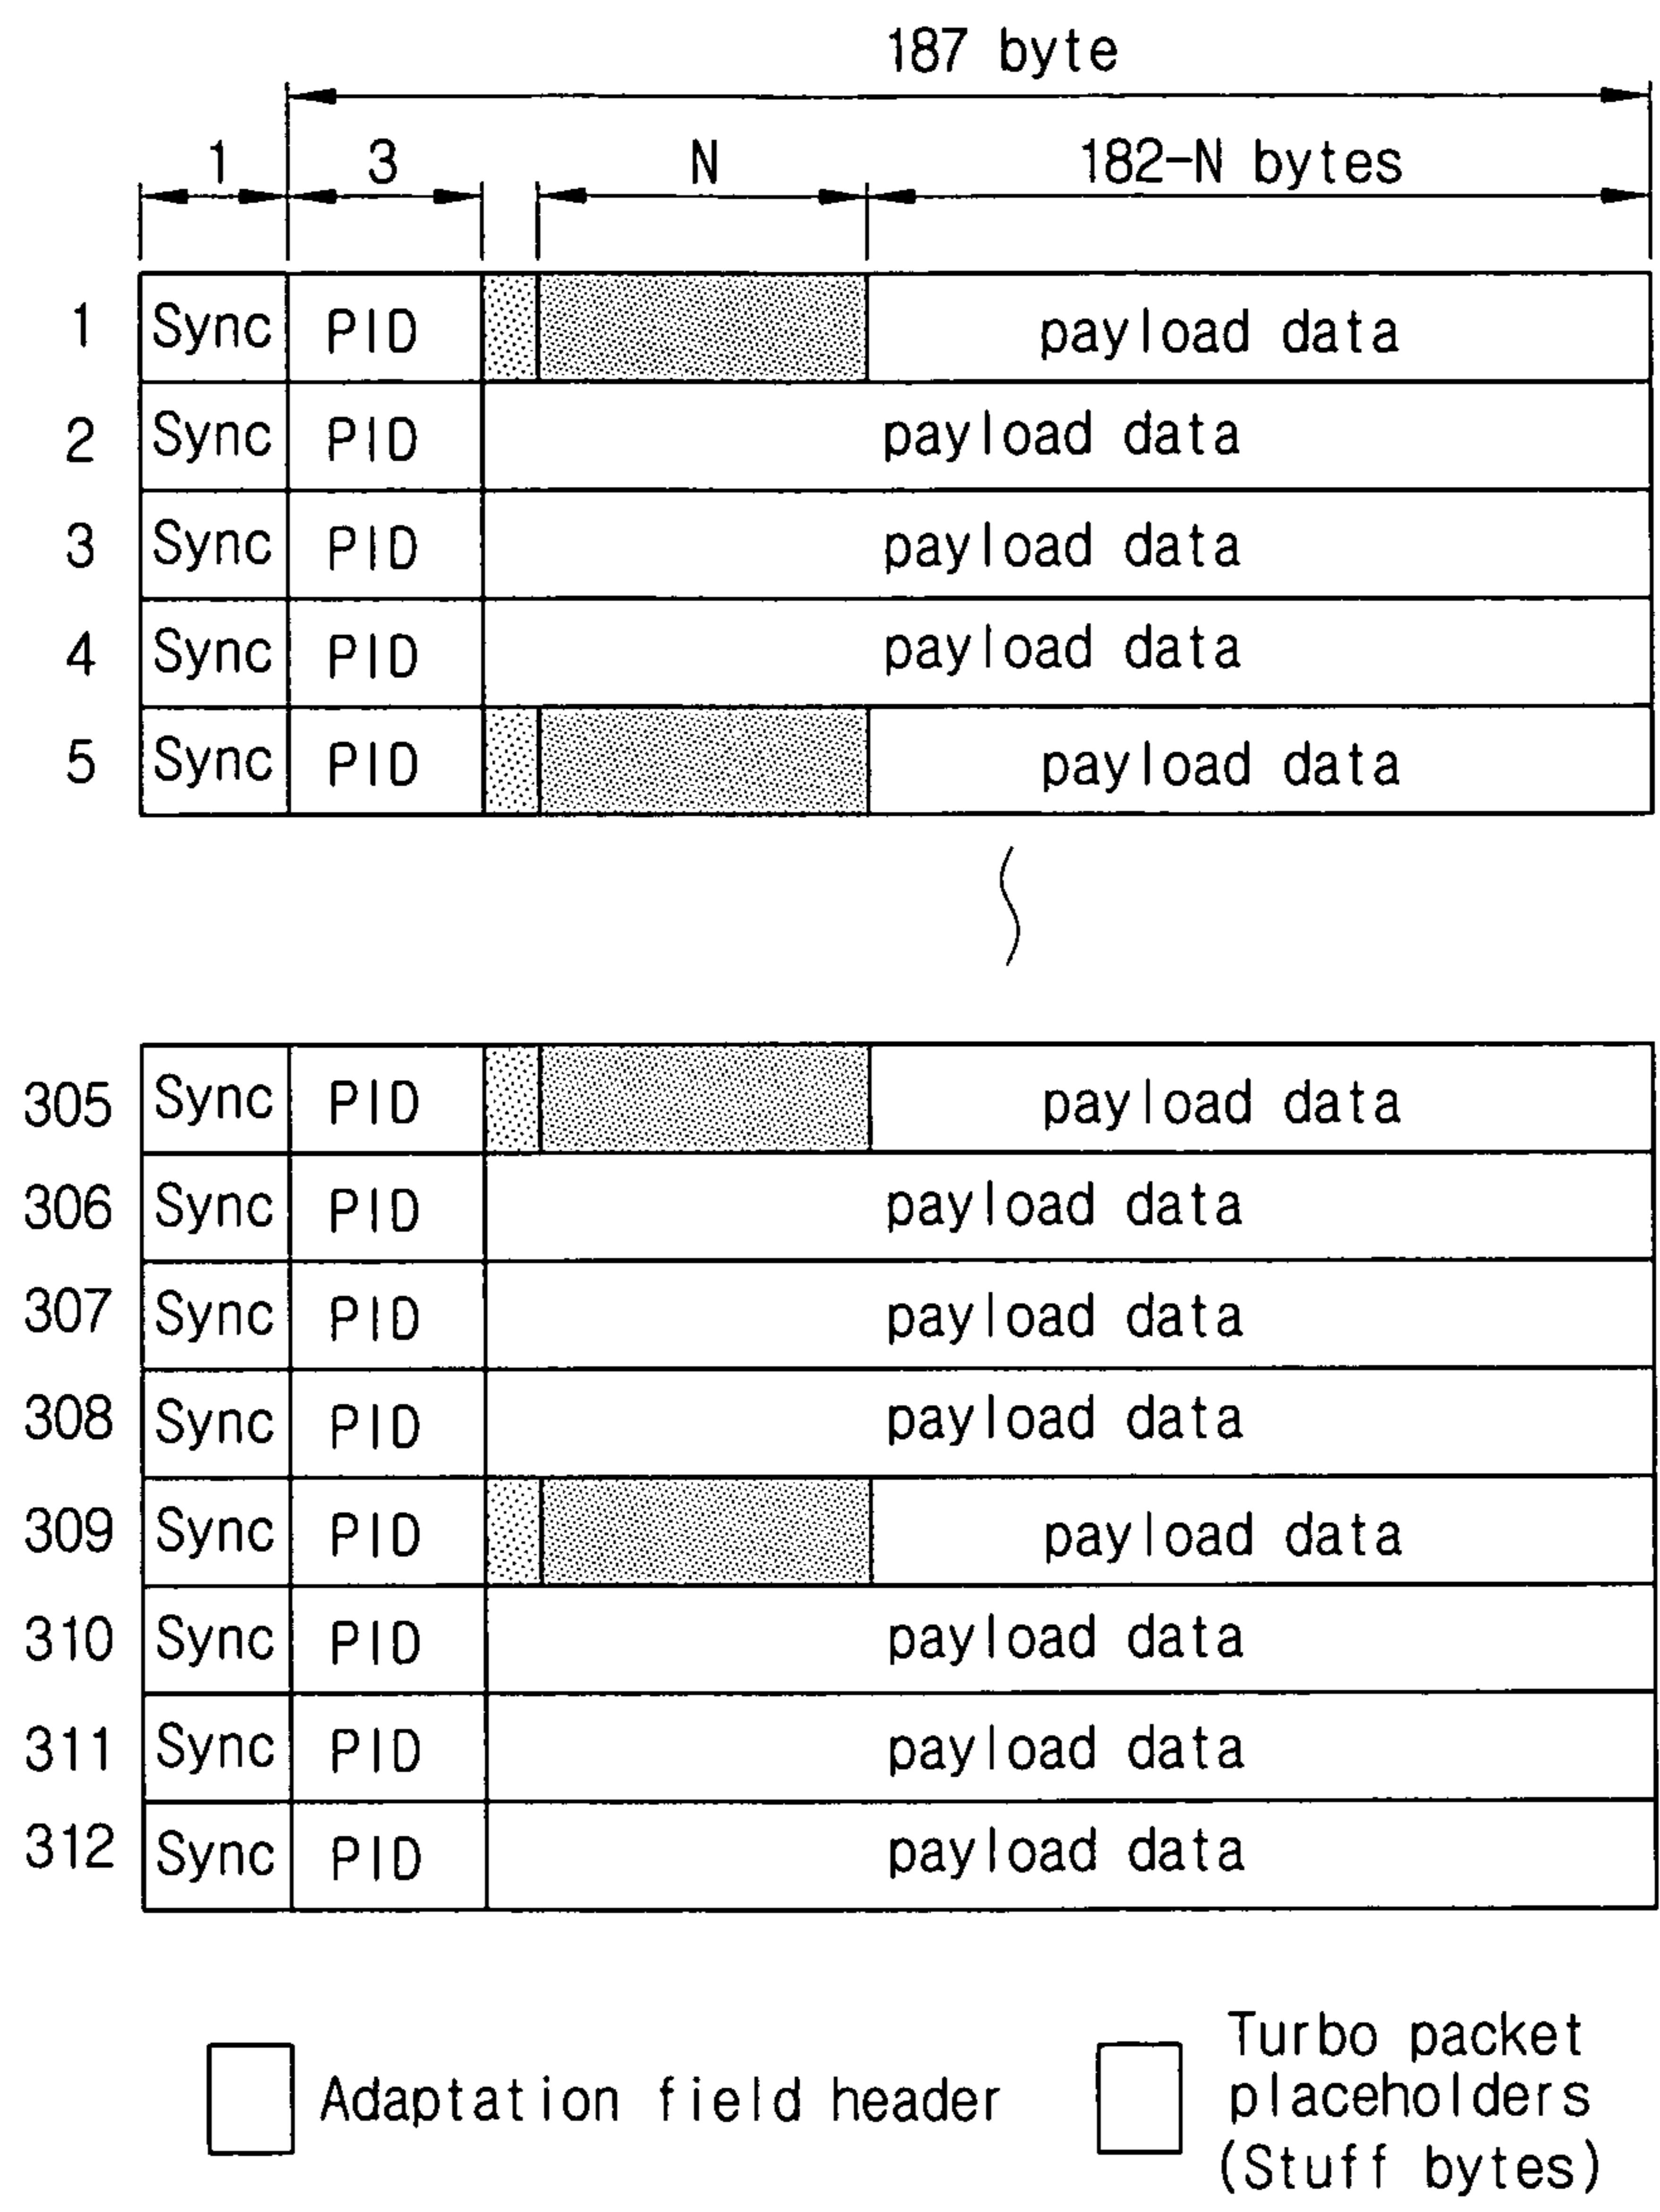 187 byte
1 3 N 182-N bytes
1 Sync PID payload data
2 Sync PID payload data
3 Sync PID payload data
4 Sync PID payload data
5 Sync PID payload data
305 Sync PID payload data
306 Sync PID payload data
307 Sync PID payload data
308 Sync PID payload data
309 Sync PID payload data
310 Sync PID payload data
311 Sync PID payload data
312 Sync PID payload data
Adaptation field header
Turbo packet
placeholders
(Stuff bytes)